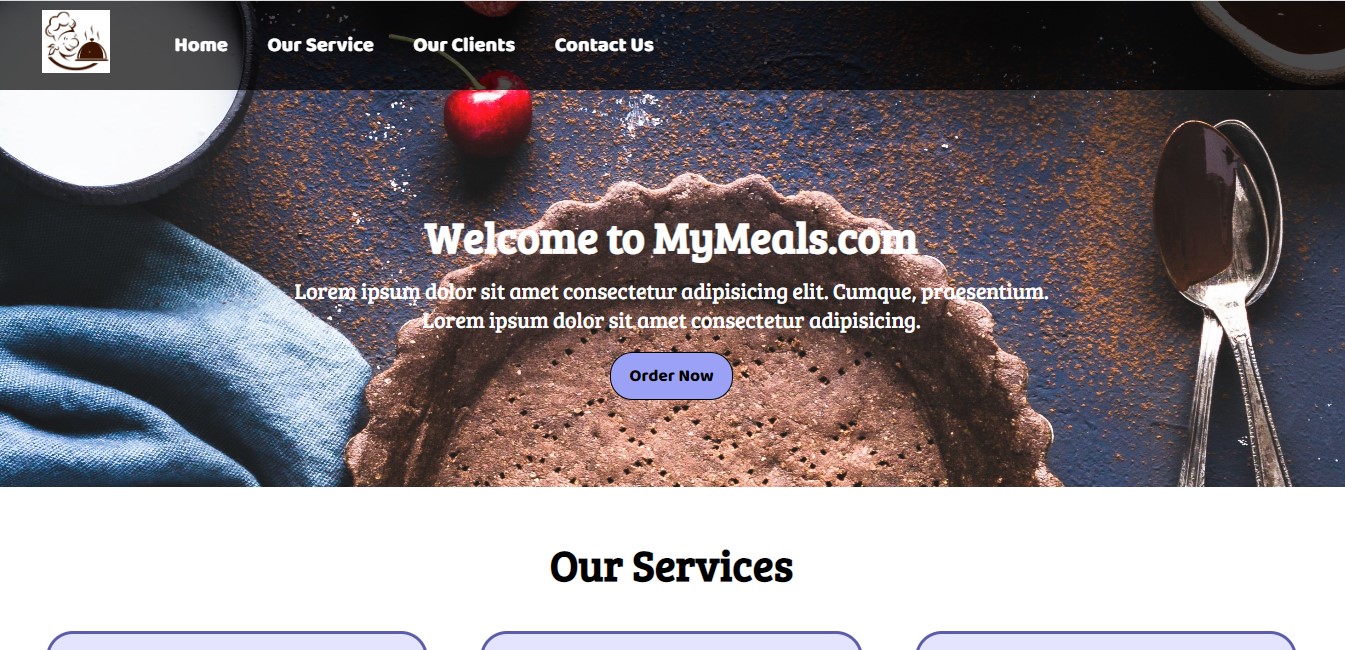 Home
Our Service
Our Clients
Contact Us
Welcome to MyMeals.com
Lorem ipsum dolor sit amet consectetur adipisicing elit. Cumque, praesentium.
Lorem ipsum dolor sit amet consectetur adipisicing.
Order Now
Our Services